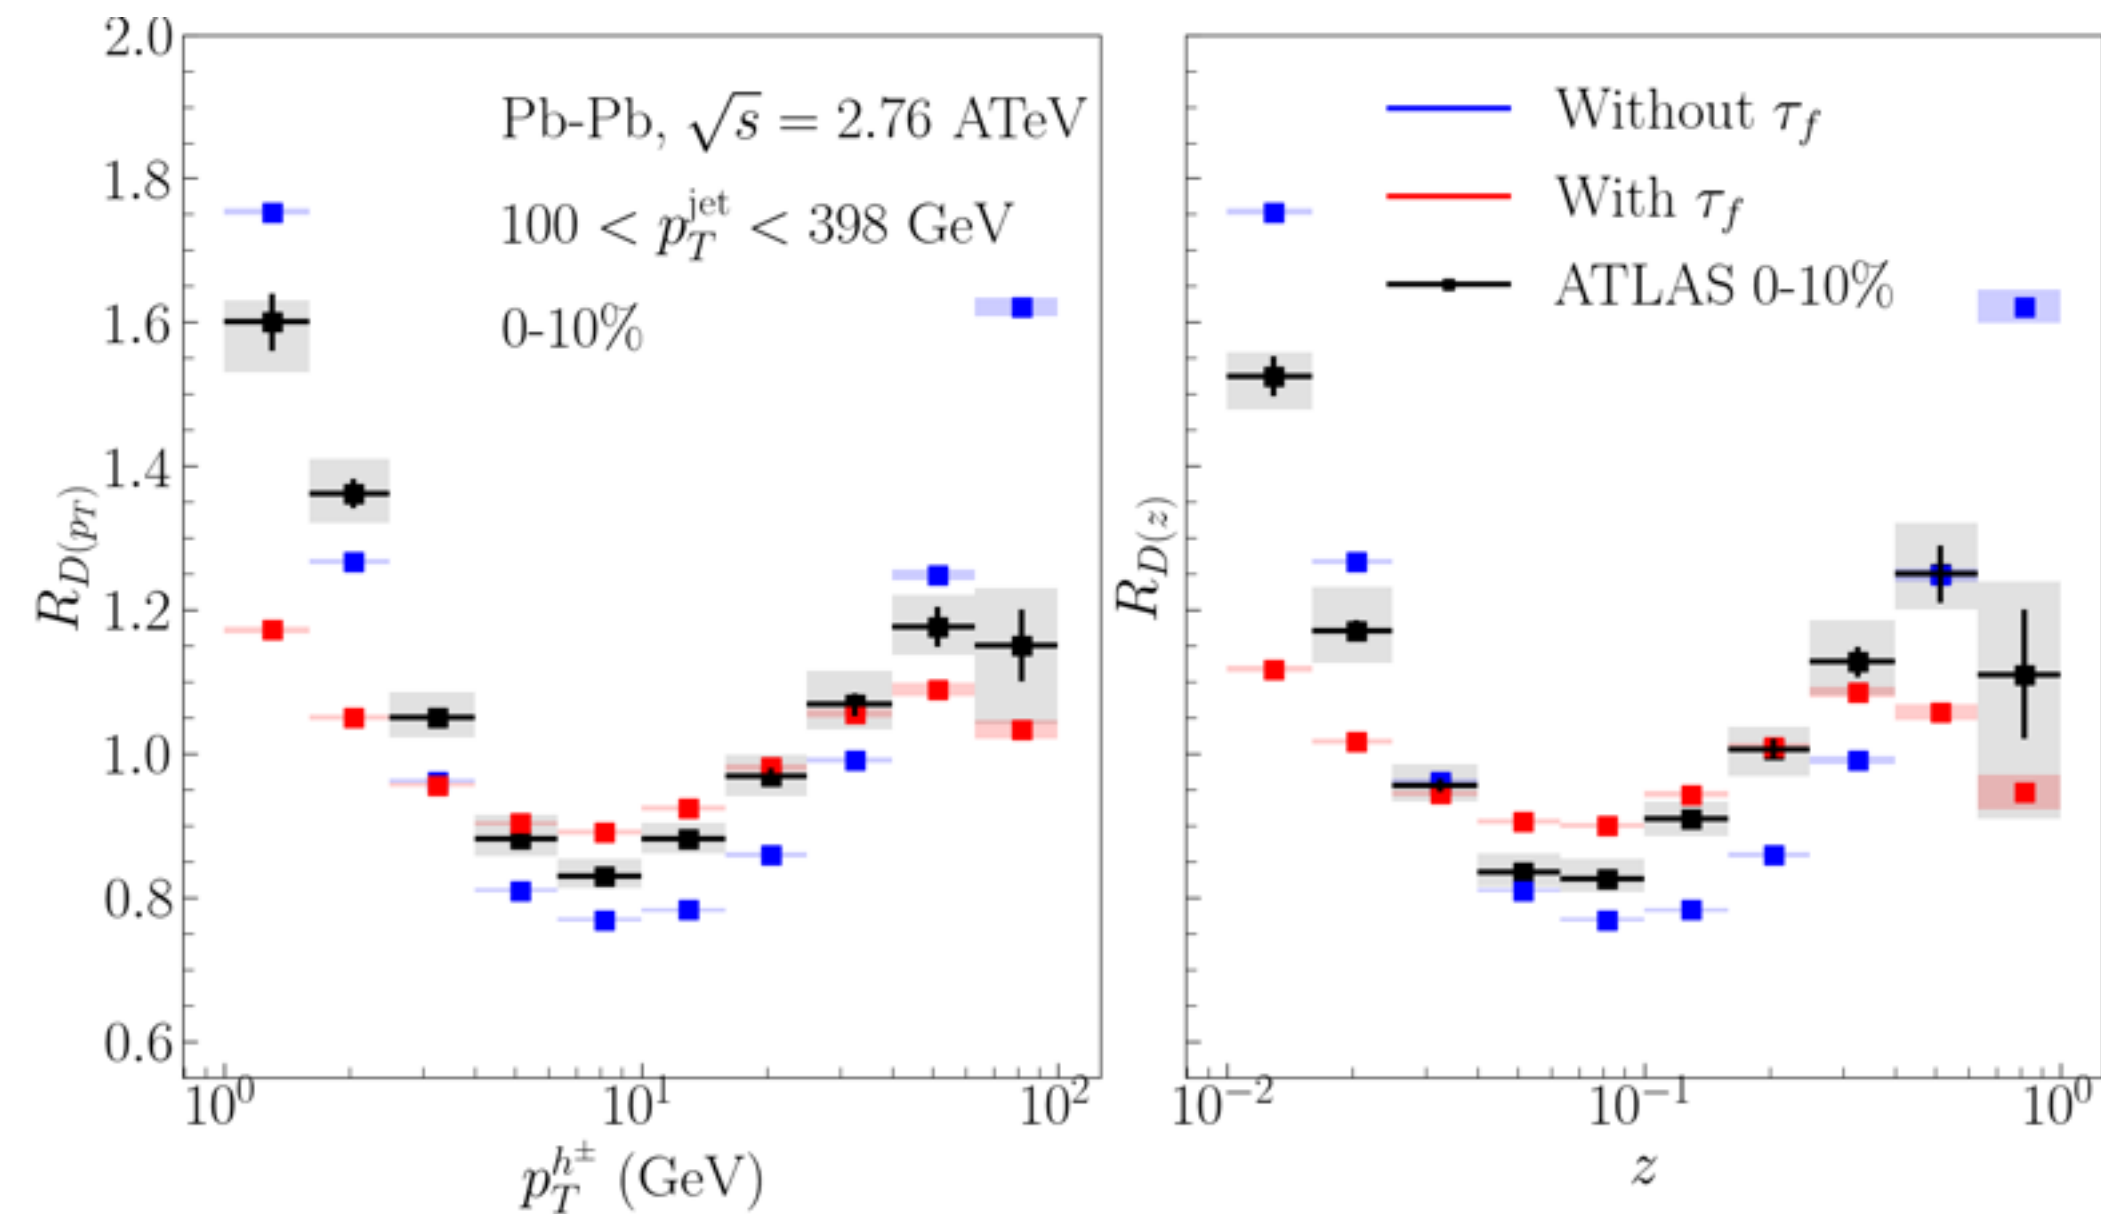 2.0
1.8
1.6
1.4
1.2
1.0
0.8
0.6
R_{D(p_T)}
Pb-Pb, √s = 2.76 ATeV
100 < p_T^{jet} < 398 GeV
0-10%
10^0 10^1 10^2
p_T^{h^±} (GeV)
R_{D(z)}
Without τ_f
With τ_f
ATLAS 0-10%
10^{-2} 10^{-1} 10^0
z